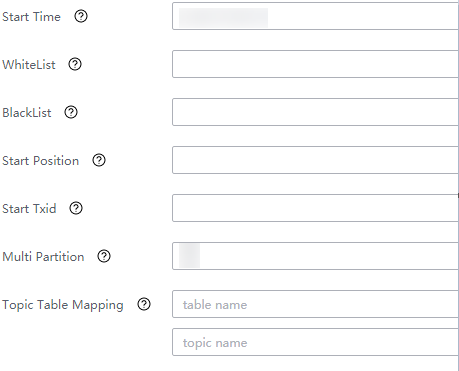 Start Time
WhiteList
BlackList
Start Position
Start Txid
Multi Partition
Topic Table Mapping
table name
topic name